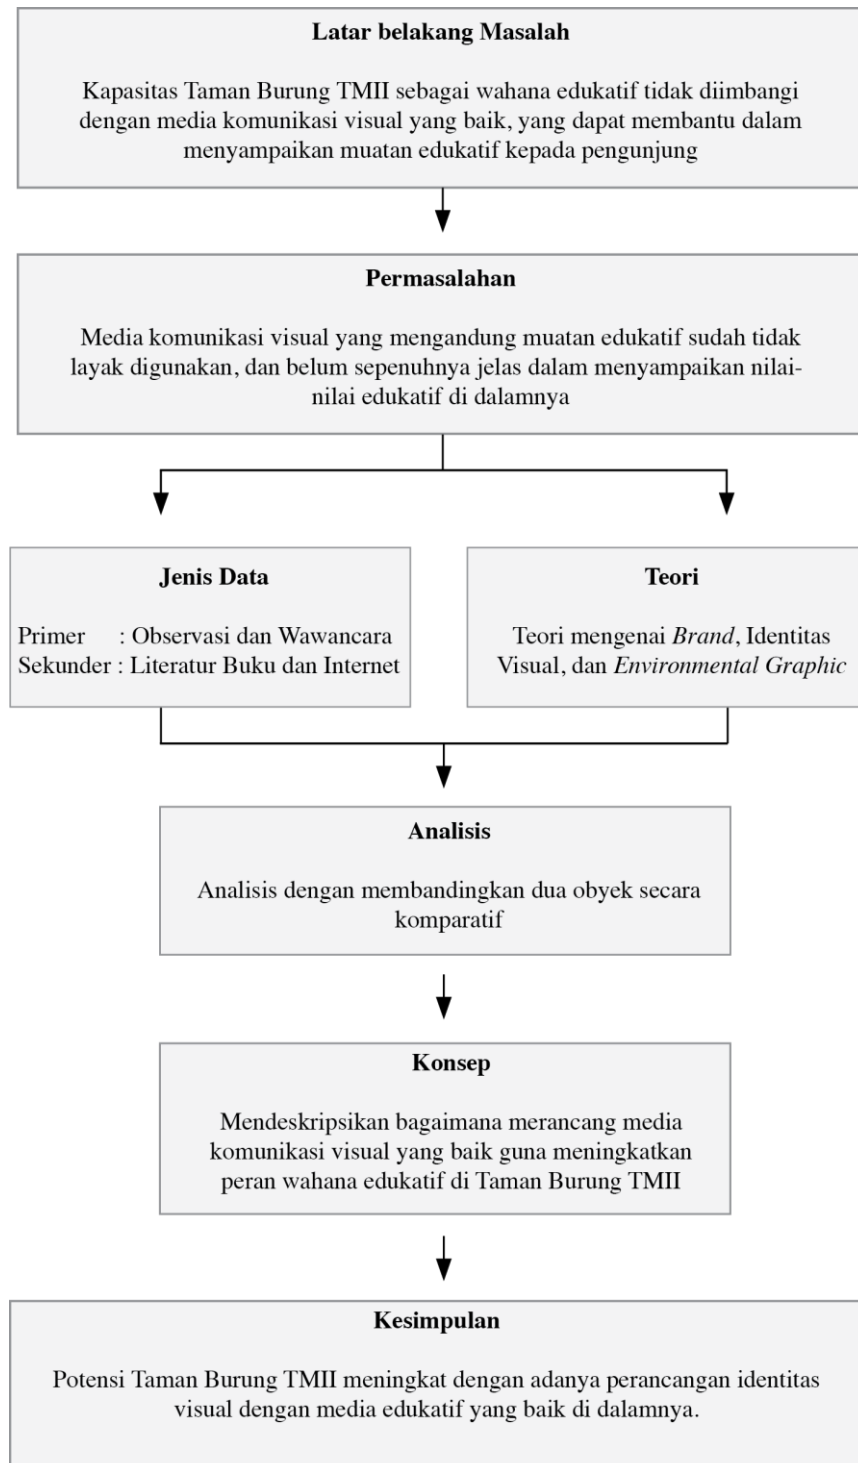 Latar belakang Masalah
Kapasitas Taman Burung TMII sebagai wahana edukatif tidak diimbangi
dengan media komunikasi visual yang baik, yang dapat membantu dalam
menyampaikan muatan edukatif kepada pengunjung
Permasalahan
Media komunikasi visual yang mengandung muatan edukatif sudah tidak
layak digunakan, dan belum sepenuhnya jelas dalam menyampaikan nilai-
nilai edukatif di dalamnya
Jenis Data
Primer : Observasi dan Wawancara
Sekunder : Literatur Buku dan Internet
Teori
Teori mengenai Brand, Identitas
Visual, dan Environmental Graphic
Analisis
Analisis dengan membandingkan dua obyek secara
komparatif
Konsep
Mendeskripsikan bagaimana merancang media
komunikasi visual yang baik guna meningkatkan
peran wahana edukatif di Taman Burung TMII
Kesimpulan
Potensi Taman Burung TMII meningkat dengan adanya perancangan identitas
visual dengan media edukatif yang baik di dalamnya.